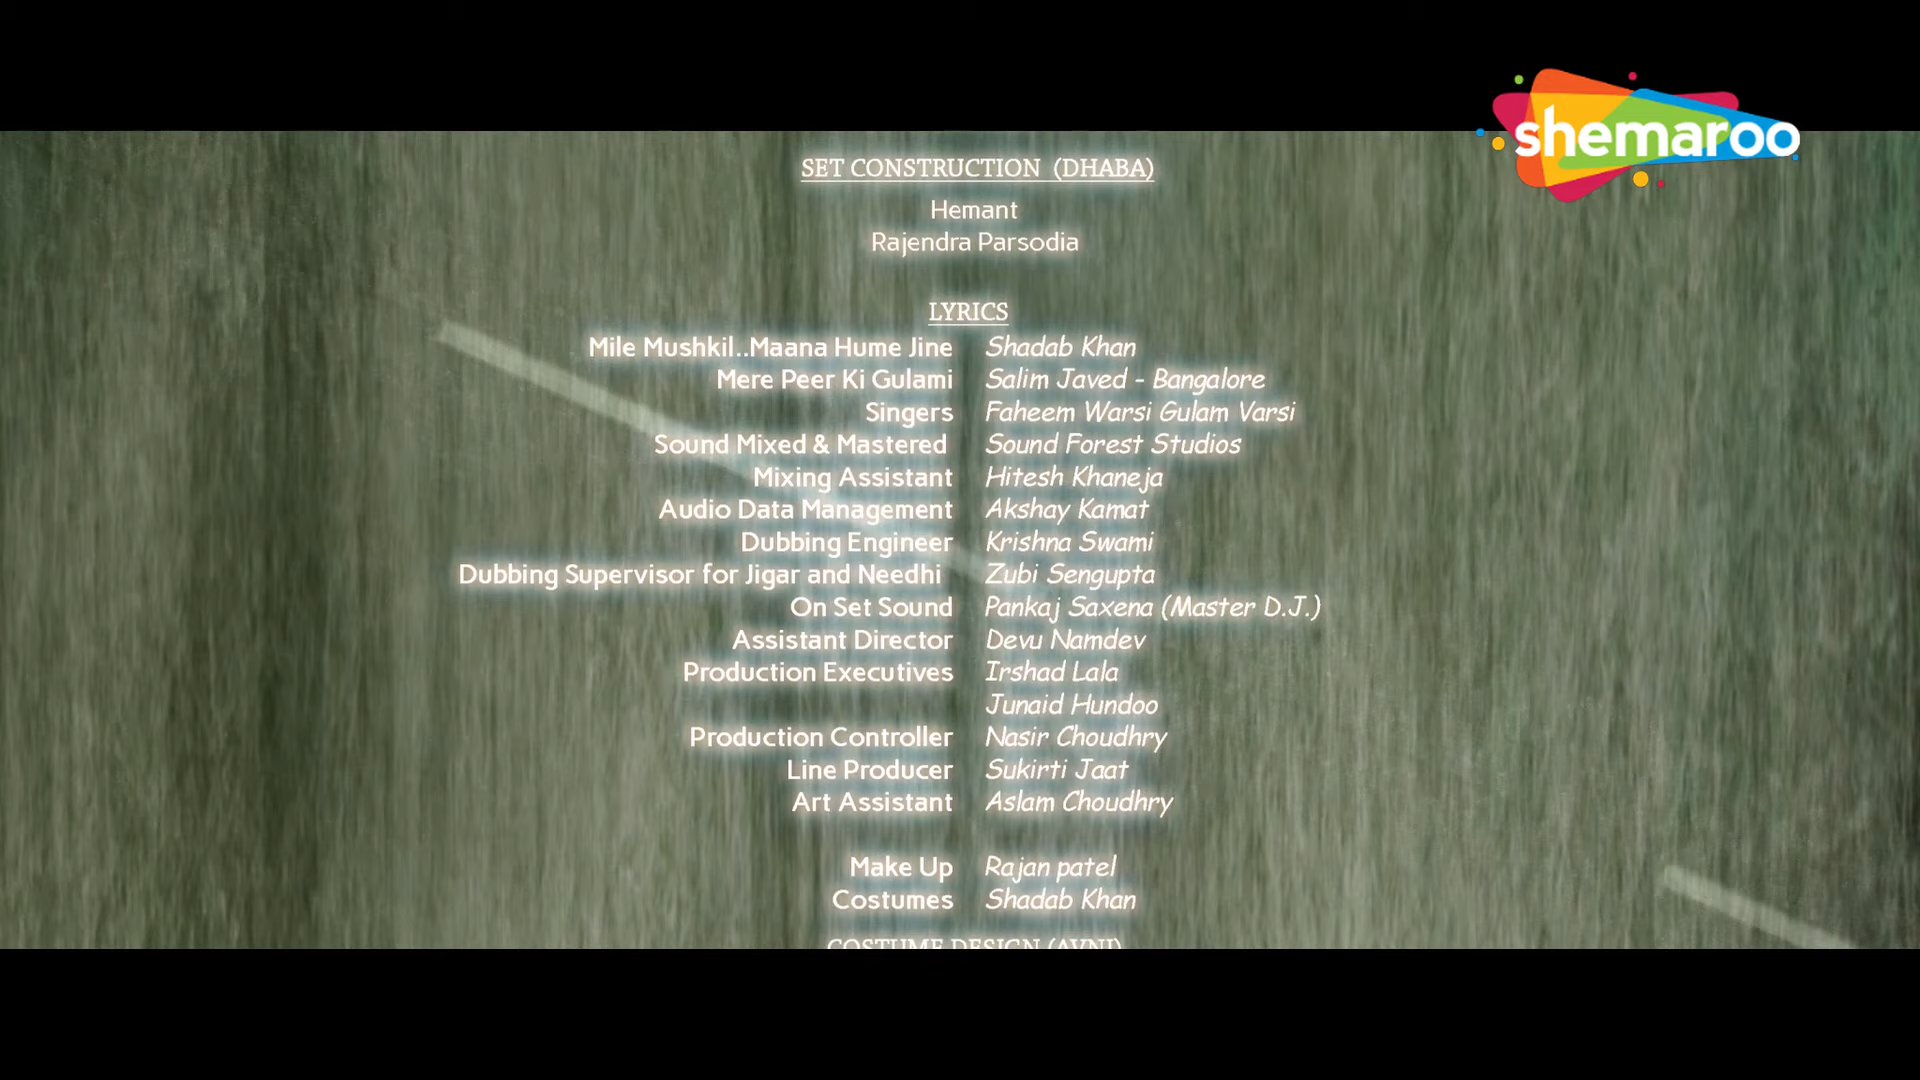 shemaroo
SET CONSTRUCTION (DHABA)
Hemant
Rajendra Parsodia
LYRICS
Mile Mushkil..Maana Hume Jine Shadab Khan
Mere Peer Ki Gulami Salim Javed - Bangalore
Singers Faheem Warsi Gulam Varsi
Sound Mixed & Mastered Sound Forest Studios
Mixing Assistant Hitesh Khaneja
Audio Data Management Akshay Kamat
Dubbing Engineer Krishna Swami
Dubbing Supervisor for Jigar and Needhi Zubi Sengupta
On Set Sound Pankaj Saxena (Master D.J.)
Assistant Director Devu Namdev
Production Executives Irshad Lala
Junaid Hundoo
Production Controller Nasir Choudhry
Line Producer Sukirti Jaat
Art Assistant Aslam Choudhry
Make Up Rajan patel
Costumes Shadab Khan
COSTUME DESIGN (AVNI)